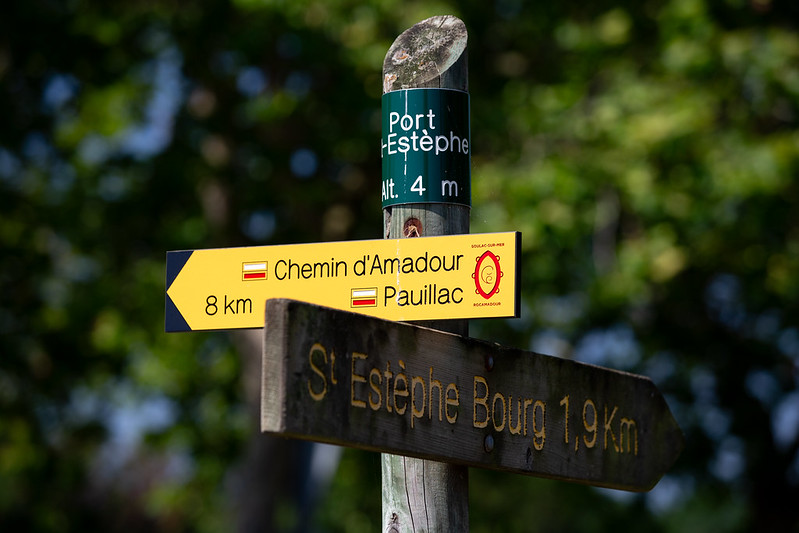 Port
-Estèphe
Alt. 4 m
Chemin d'Amadour
8 km Pauillac
SOULAC-SUR-MER
ROCAMADOUR
St Estèphe Bourg 1,9 Km